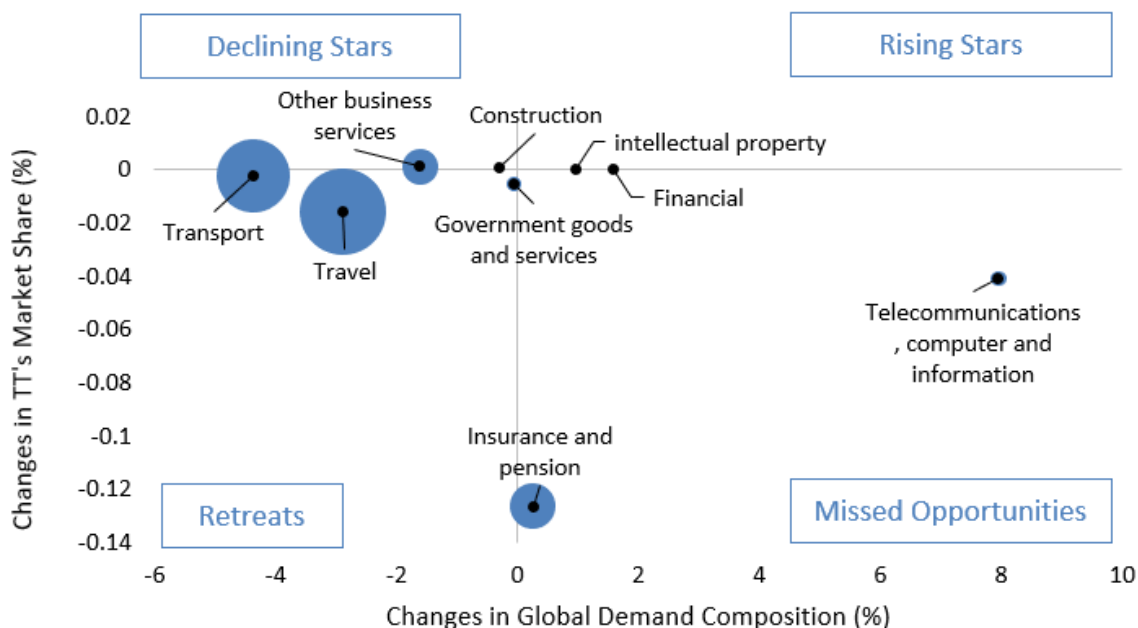 Declining Stars
Rising Stars
Other business
services
Construction
intellectual property
Financial
Transport
Travel
Government goods
and services
Telecommunications
, computer and
information
Insurance and
pension
Retreats
Missed Opportunities
Changes in TT's Market Share (%)
0.02
0
-0.02
-0.04
-0.06
-0.08
-0.1
-0.12
-0.14
-6
-4
-2
0
2
4
6
8
10
Changes in Global Demand Composition (%)